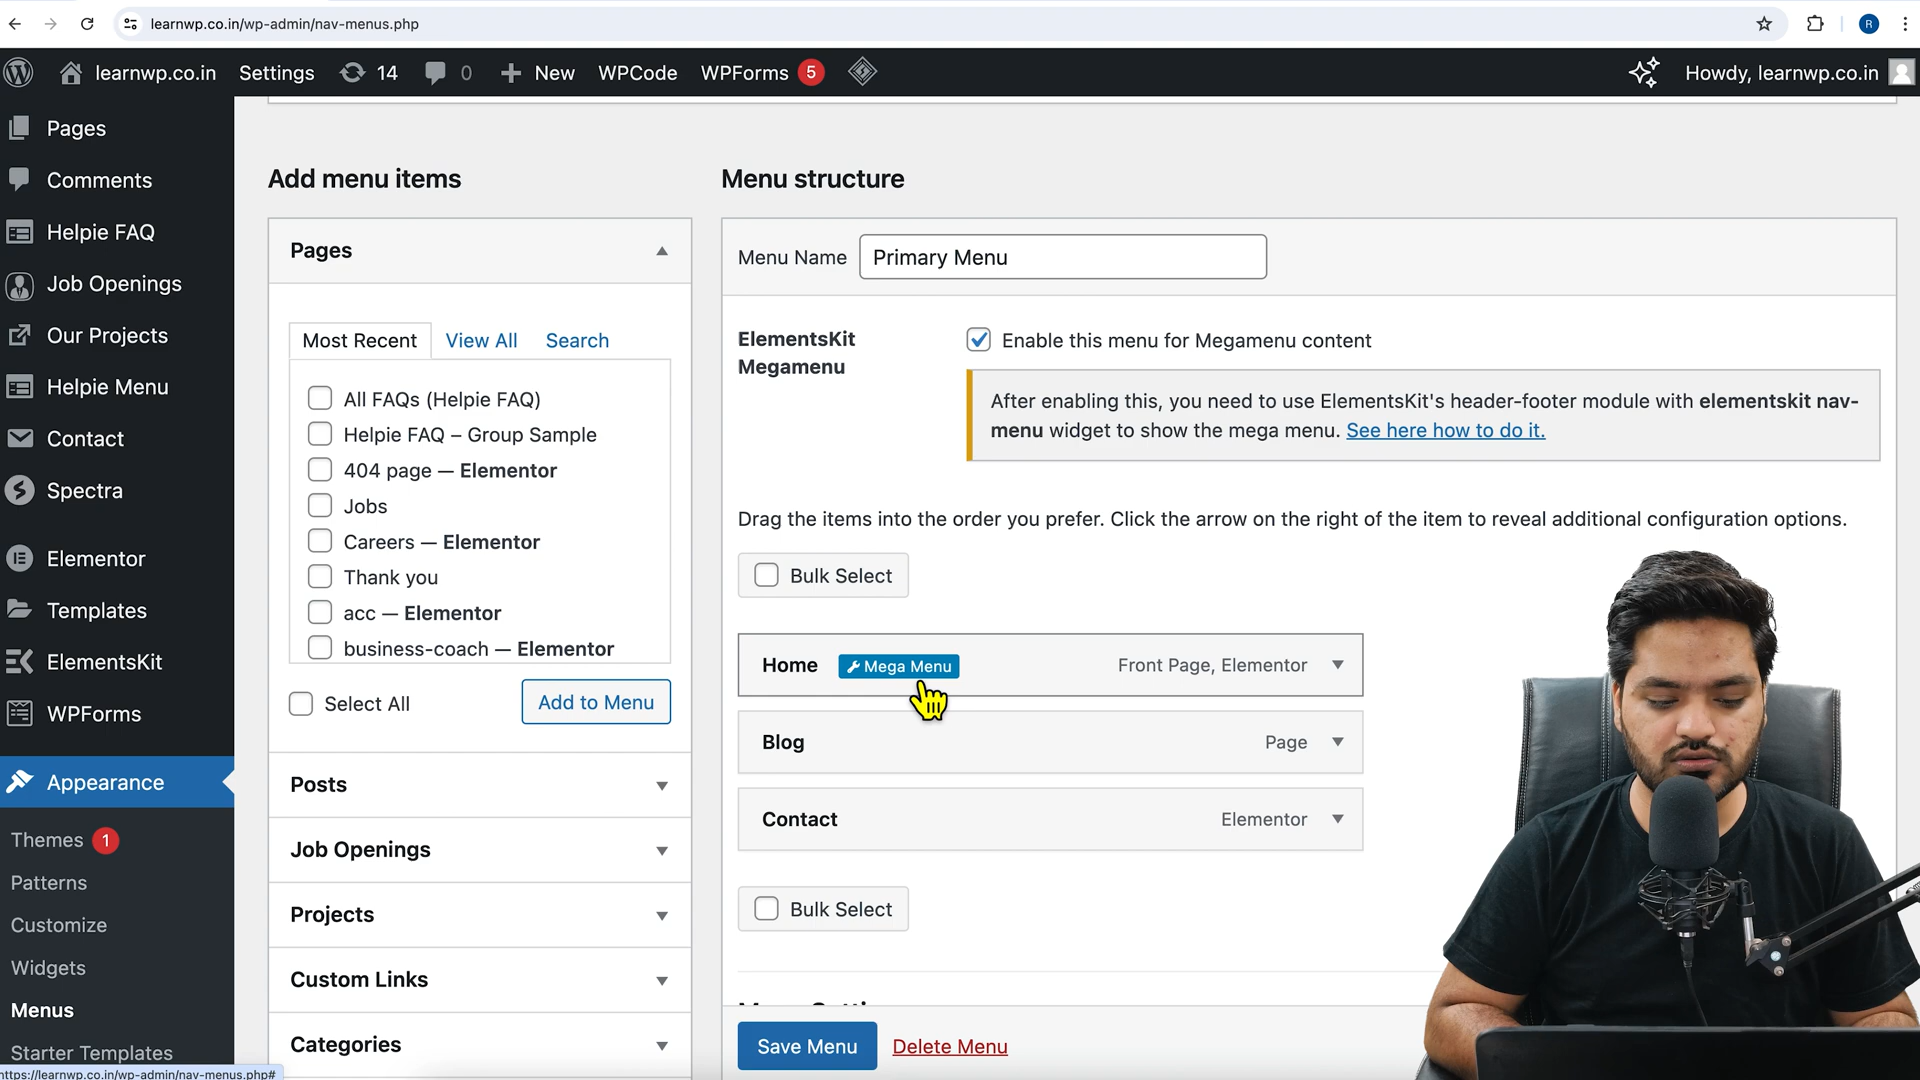 learnwp.co.in/wp-admin/nav-menus.php
R
learnwp.co.in
Settings
14
0
New
WPCode
WPForms 5
Howdy, learnwp.co.in
Pages
Comments
Helpie FAQ
Job Openings
Our Projects
Helpie Menu
Contact
Spectra
Elementor
Templates
ElementsKit
WPForms
Appearance
Themes 1
Patterns
Customize
Widgets
Menus
Starter Templates
https://learnwp.co.in/wp-admin/nav-menus.php#
Add menu items
Pages
Most Recent
View All
Search
All FAQs (Helpie FAQ)
Helpie FAQ – Group Sample
404 page — Elementor
Jobs
Careers — Elementor
Thank you
acc — Elementor
business-coach — Elementor
Select All
Add to Menu
Posts
Job Openings
Projects
Custom Links
Categories
Menu structure
Menu Name
Primary Menu
ElementsKit
Megamenu
Enable this menu for Megamenu content
After enabling this, you need to use ElementsKit's header-footer module with elementskit nav-
menu widget to show the mega menu. See here how to do it.
Drag the items into the order you prefer. Click the arrow on the right of the item to reveal additional configuration options.
Bulk Select
Home
Mega Menu
Front Page, Elementor
Blog
Page
Contact
Elementor
Bulk Select
Save Menu
Delete Menu